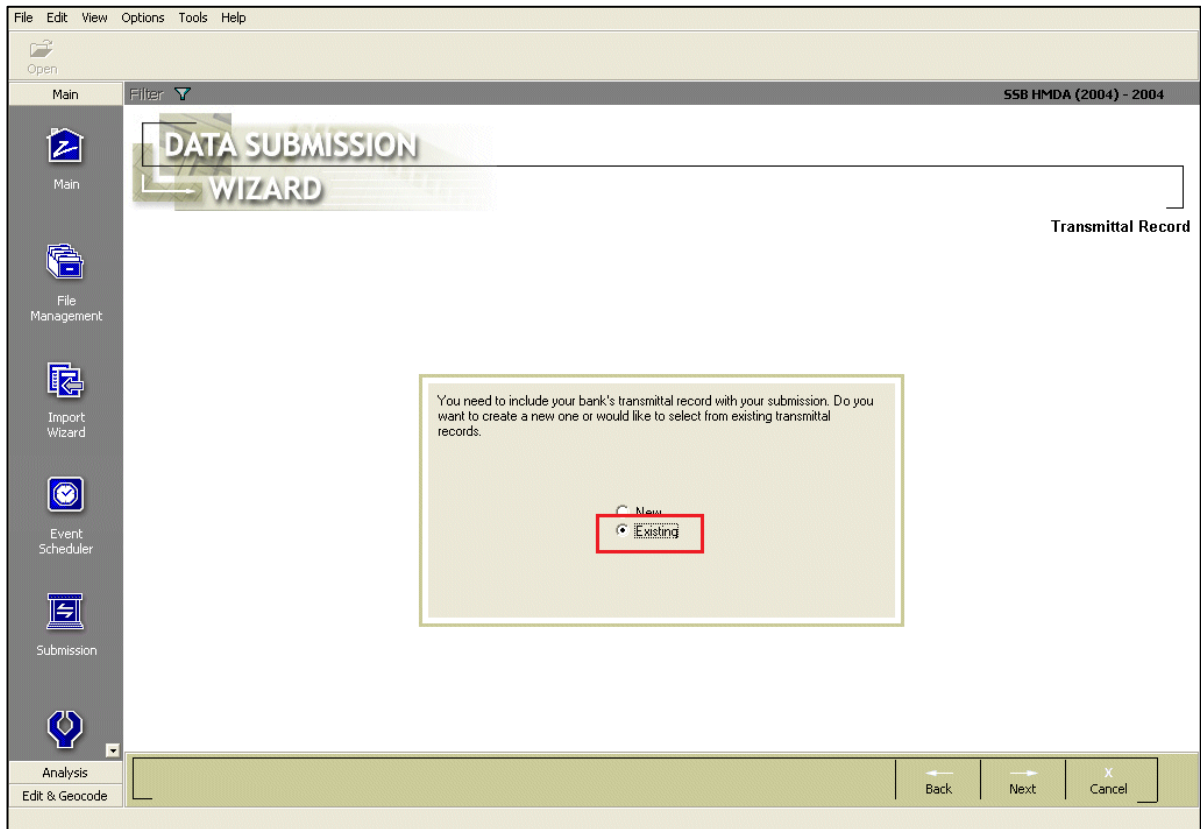 File Edit View Options Tools Help
Open
Main
Filter
SSB HMDA (2004) - 2004
DATA SUBMISSION
WIZARD
Transmittal Record
Main
File
Management
Import
Wizard
Event
Scheduler
Submission
You need to include your bank's transmittal record with your submission. Do you
want to create a new one or would like to select from existing transmittal
records.
New
Existing
Analysis
Edit & Geocode
Back
Next
X
Cancel